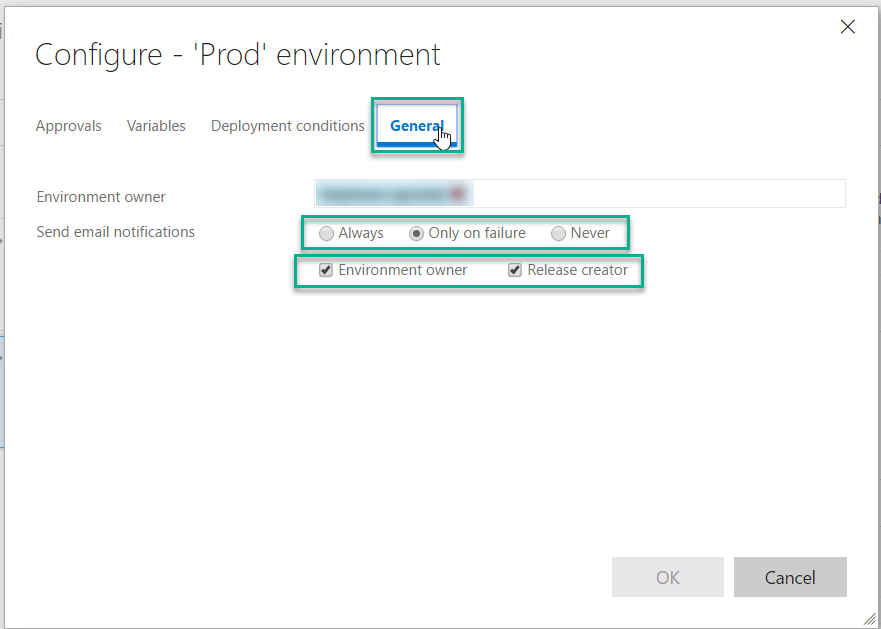 Configure - 'Prod' environment
Approvals Variables Deployment conditions General
Environment owner
Send email notifications Always Only on failure Never
Environment owner Release creator
OK Cancel